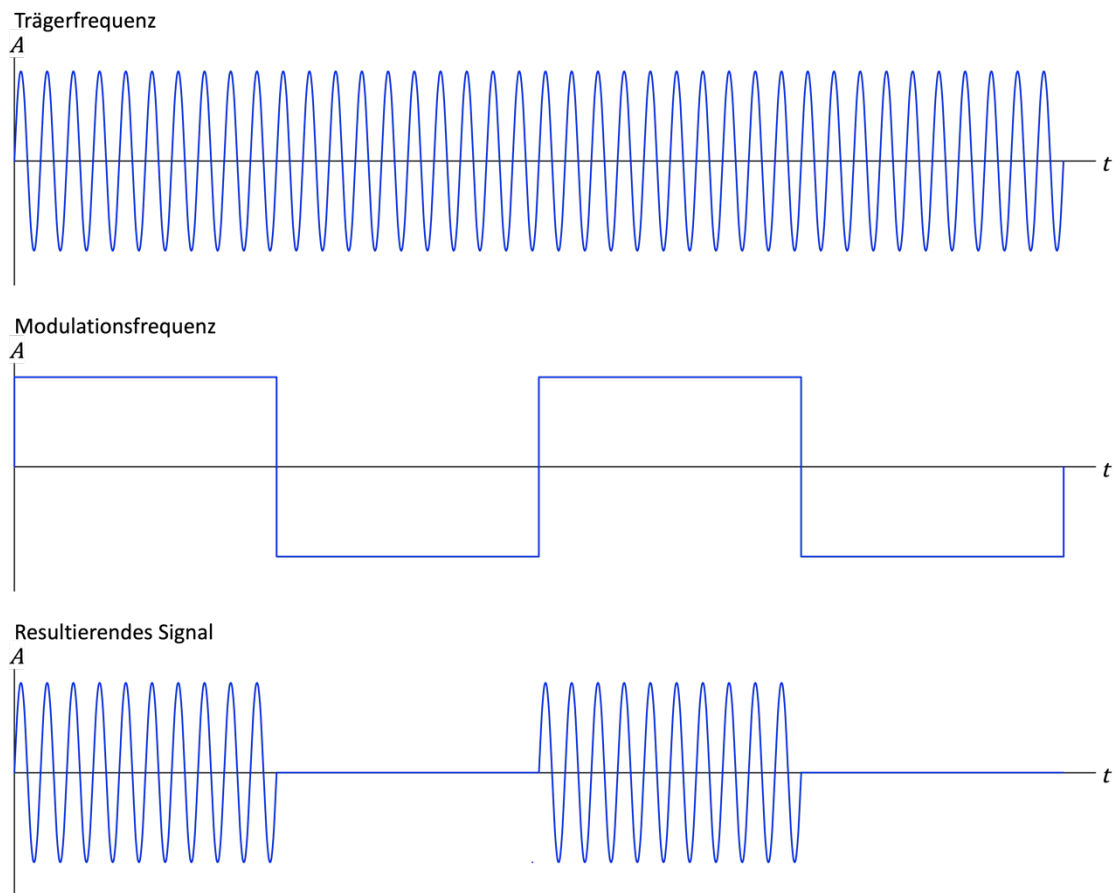 Trägerfrequenz
A
t
Modulationsfrequenz
A
t
Resultierendes Signal
A
t